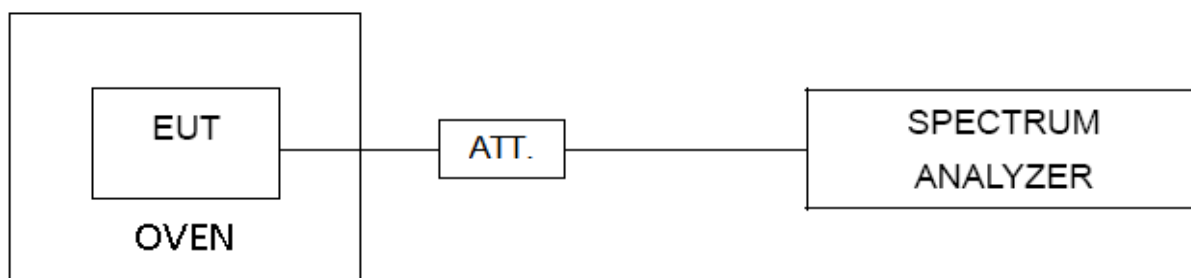 EUT
OVEN
ATT.
SPECTRUM
ANALYZER